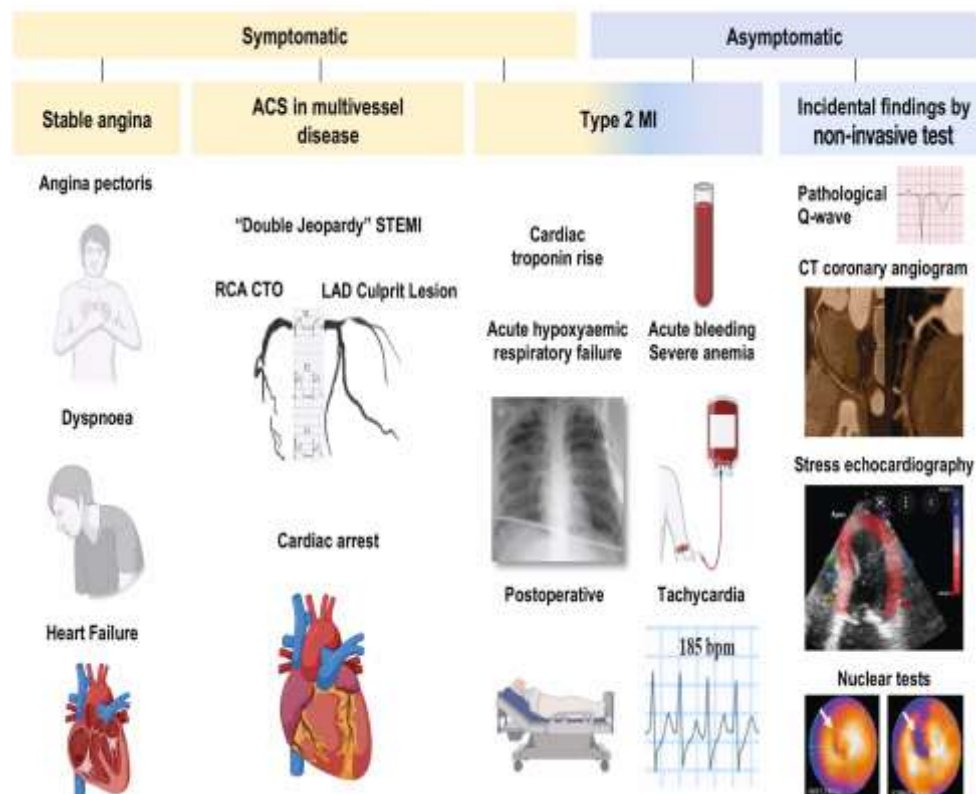 Symptomatic
Asymptomatic
Stable angina
ACS in multivessel
disease
Type 2 MI
Incidental findings by
non-invasive test
Angina pectoris
Dyspnoea
Heart Failure
“Double Jeopardy” STEMI
RCA CTO
LAD Culprit Lesion
Cardiac arrest
Cardiac
troponin rise
Acute hypoxyaemic
respiratory failure
Acute bleeding
Severe anemia
Postoperative
Tachycardia
185 bpm
Pathological
Q-wave
CT coronary angiogram
Stress echocardiography
Nuclear tests